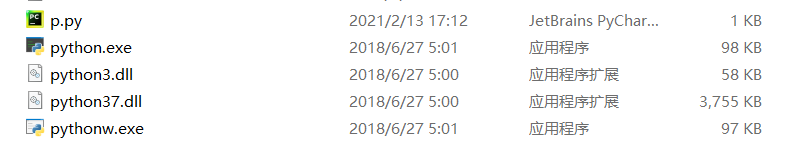 p.py 2021/2/13 17:12 JetBrains PyChar... 1 KB
python.exe 2018/6/27 5:01 应用程序 98 KB
python3.dll 2018/6/27 5:00 应用程序扩展 58 KB
python37.dll 2018/6/27 5:00 应用程序扩展 3,755 KB
pythonw.exe 2018/6/27 5:01 应用程序 97 KB